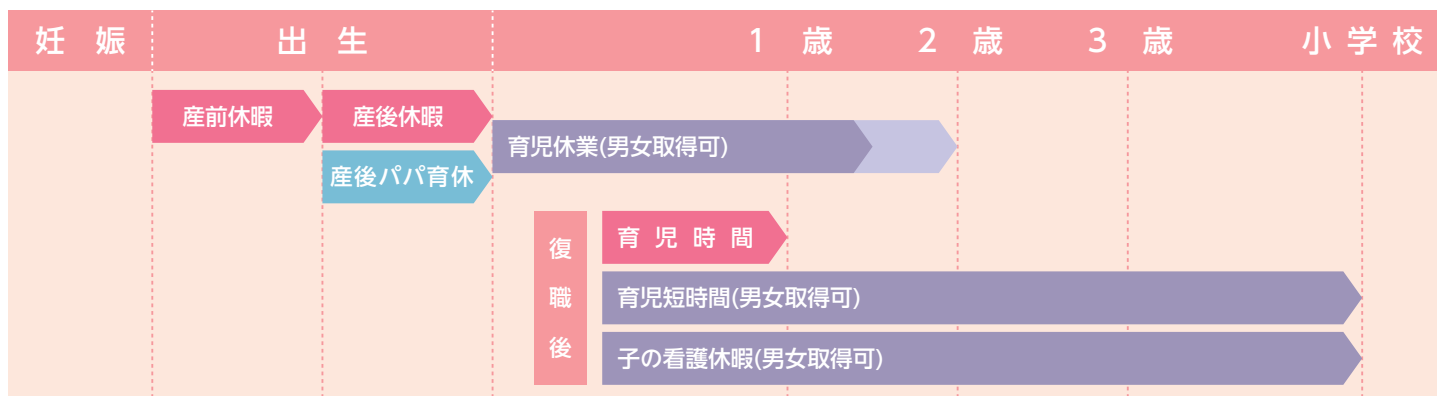 妊娠 出生 1歳 2歳 3歳 小学校
産前休暇 産後休暇
育児休業(男女取得可)
産後パパ育休
復職後
育児時間
育児短時間(男女取得可)
子の看護休暇(男女取得可)